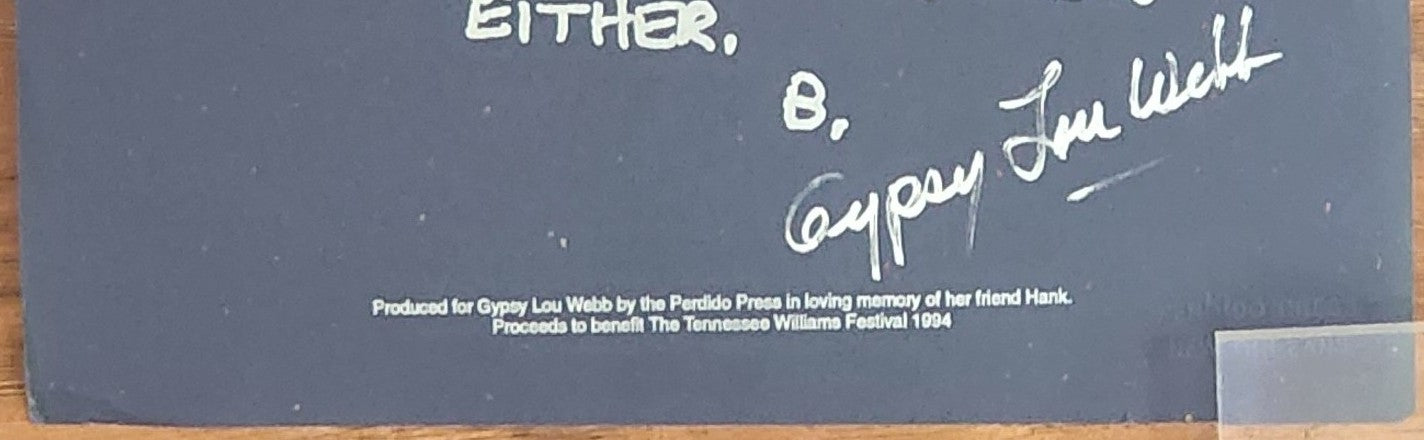 EITHER.
B.
Gypsy Lou Webb
Produced for Gypsy Lou Webb by the Perdido Press in loving memory of her friend Hank.
Proceeds to benefit The Tennessee Williams Festival 1994